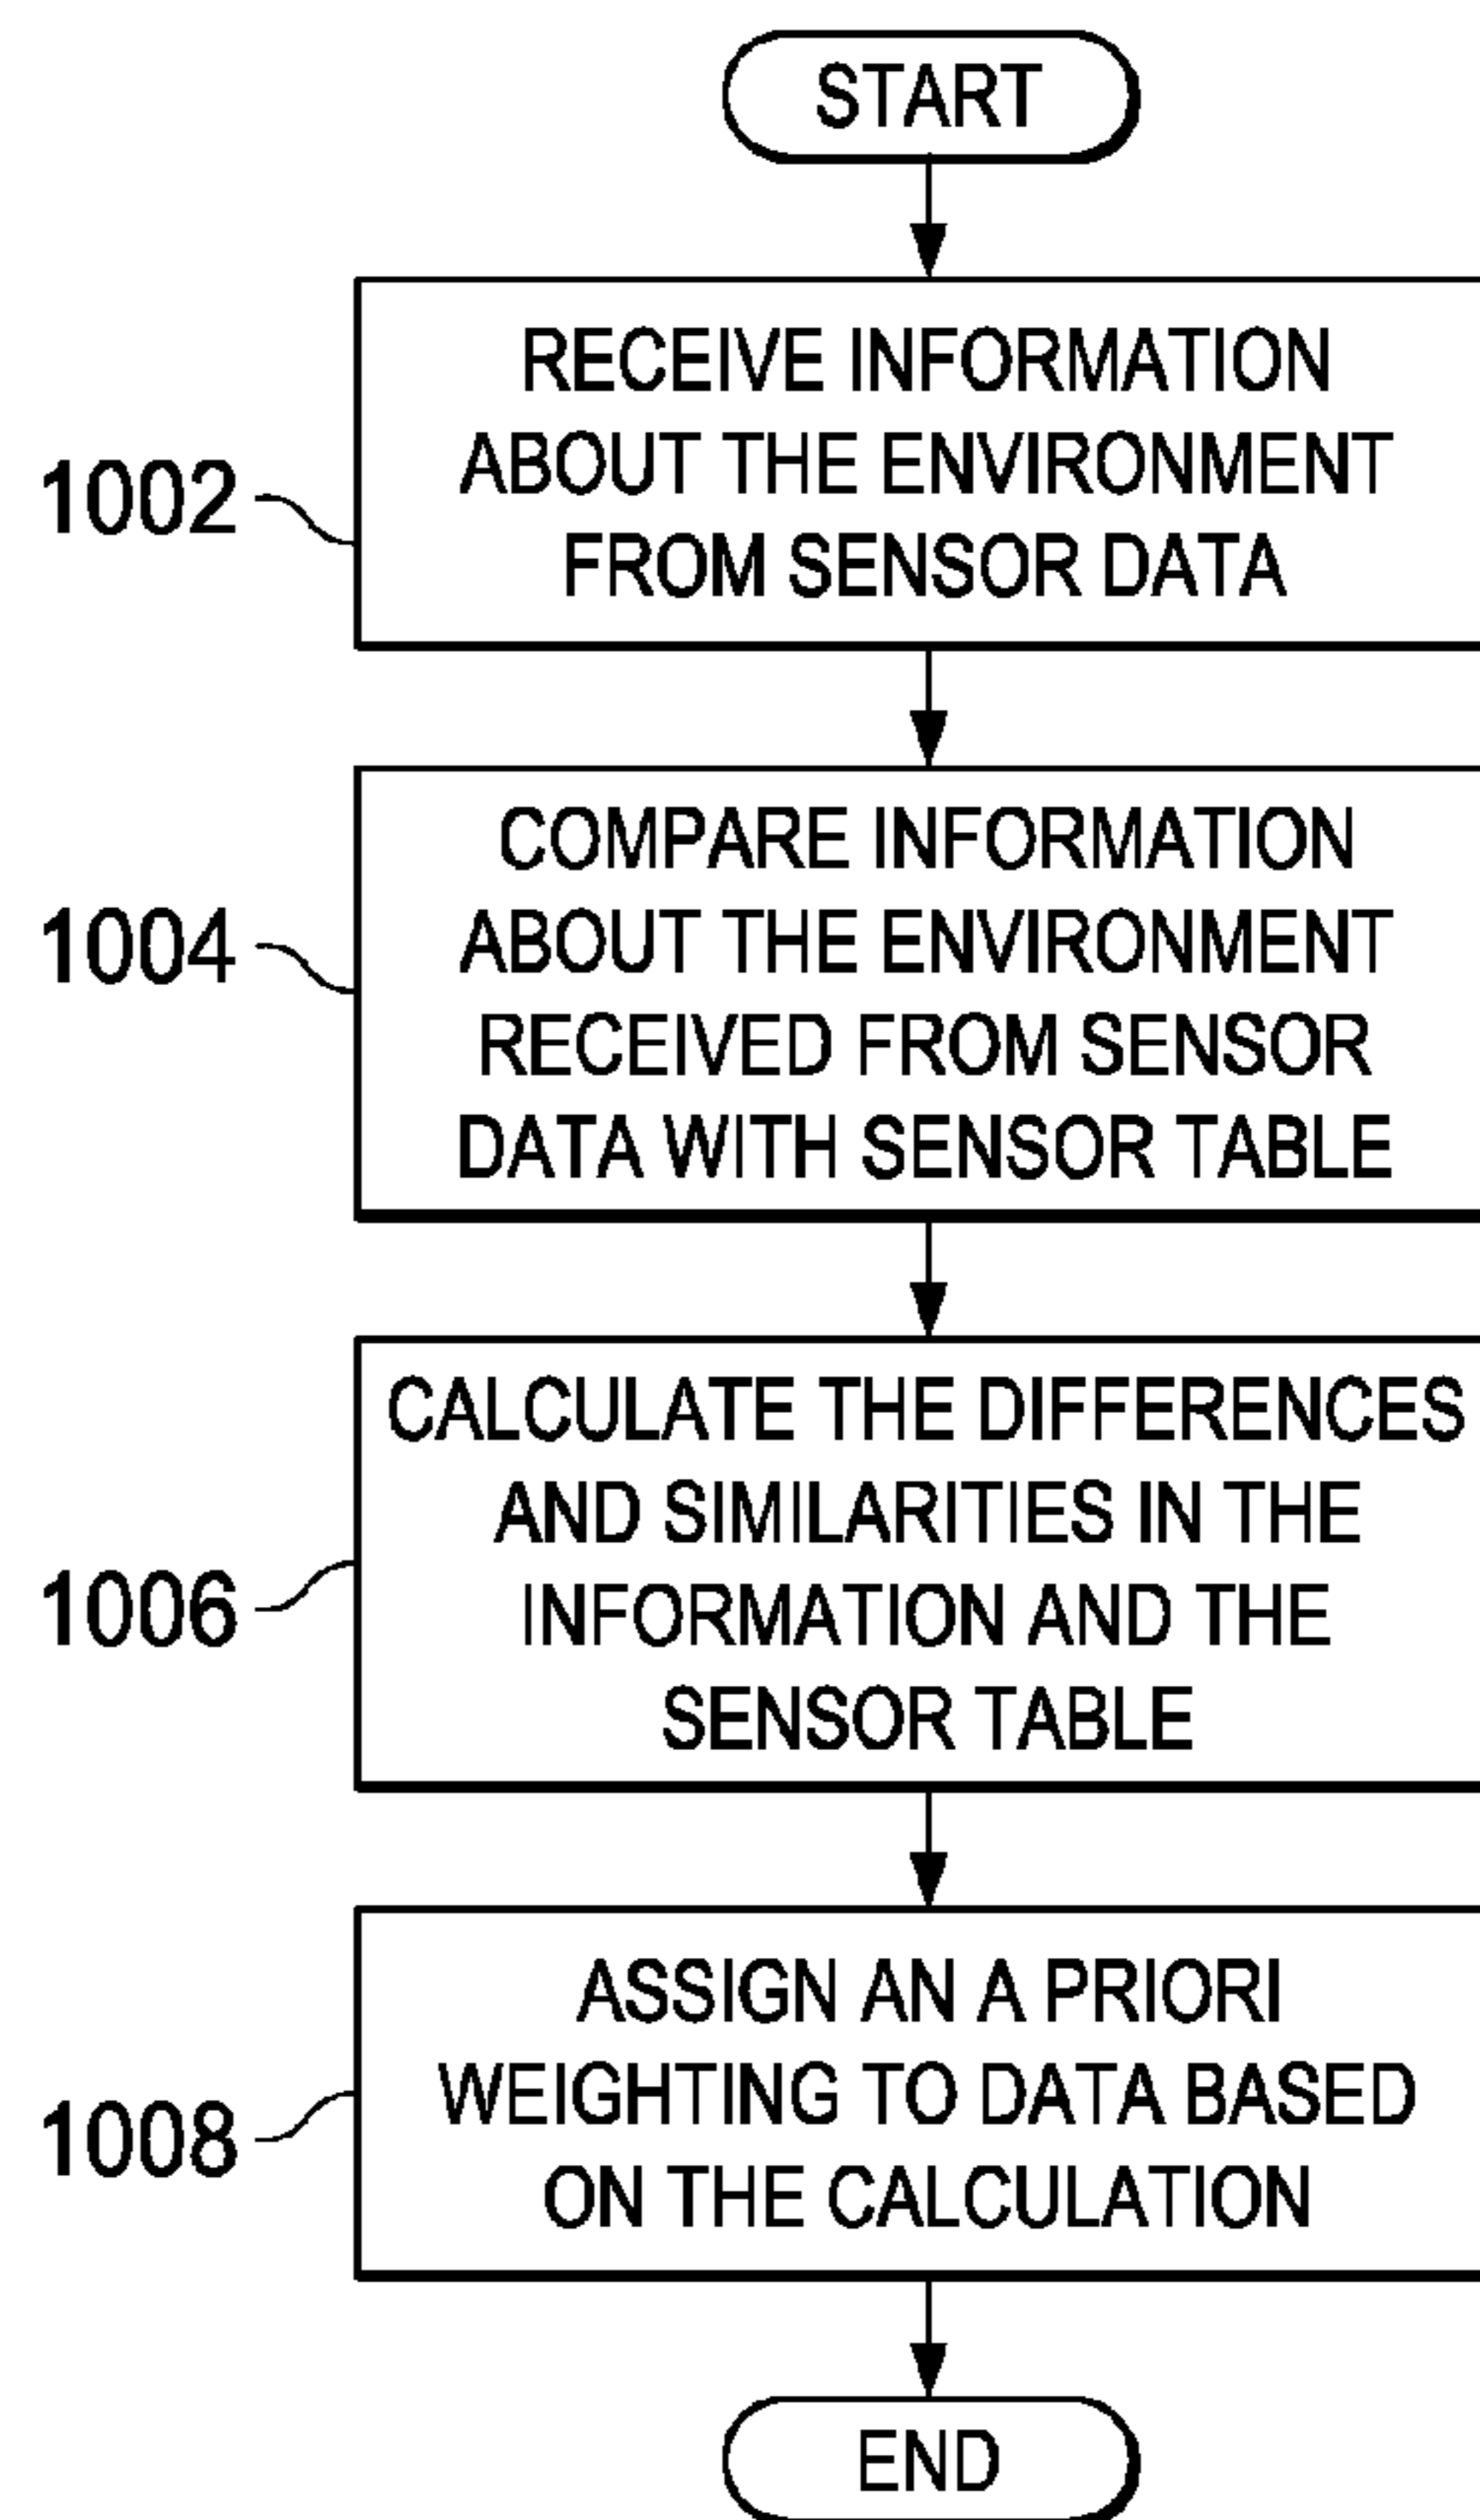 START
RECEIVE INFORMATION
ABOUT THE ENVIRONMENT
FROM SENSOR DATA
1002
COMPARE INFORMATION
ABOUT THE ENVIRONMENT
RECEIVED FROM SENSOR
DATA WITH SENSOR TABLE
1004
CALCULATE THE DIFFERENCES
AND SIMILARITIES IN THE
INFORMATION AND THE
SENSOR TABLE
1006
ASSIGN AN A PRIORI
WEIGHTING TO DATA BASED
ON THE CALCULATION
1008
END